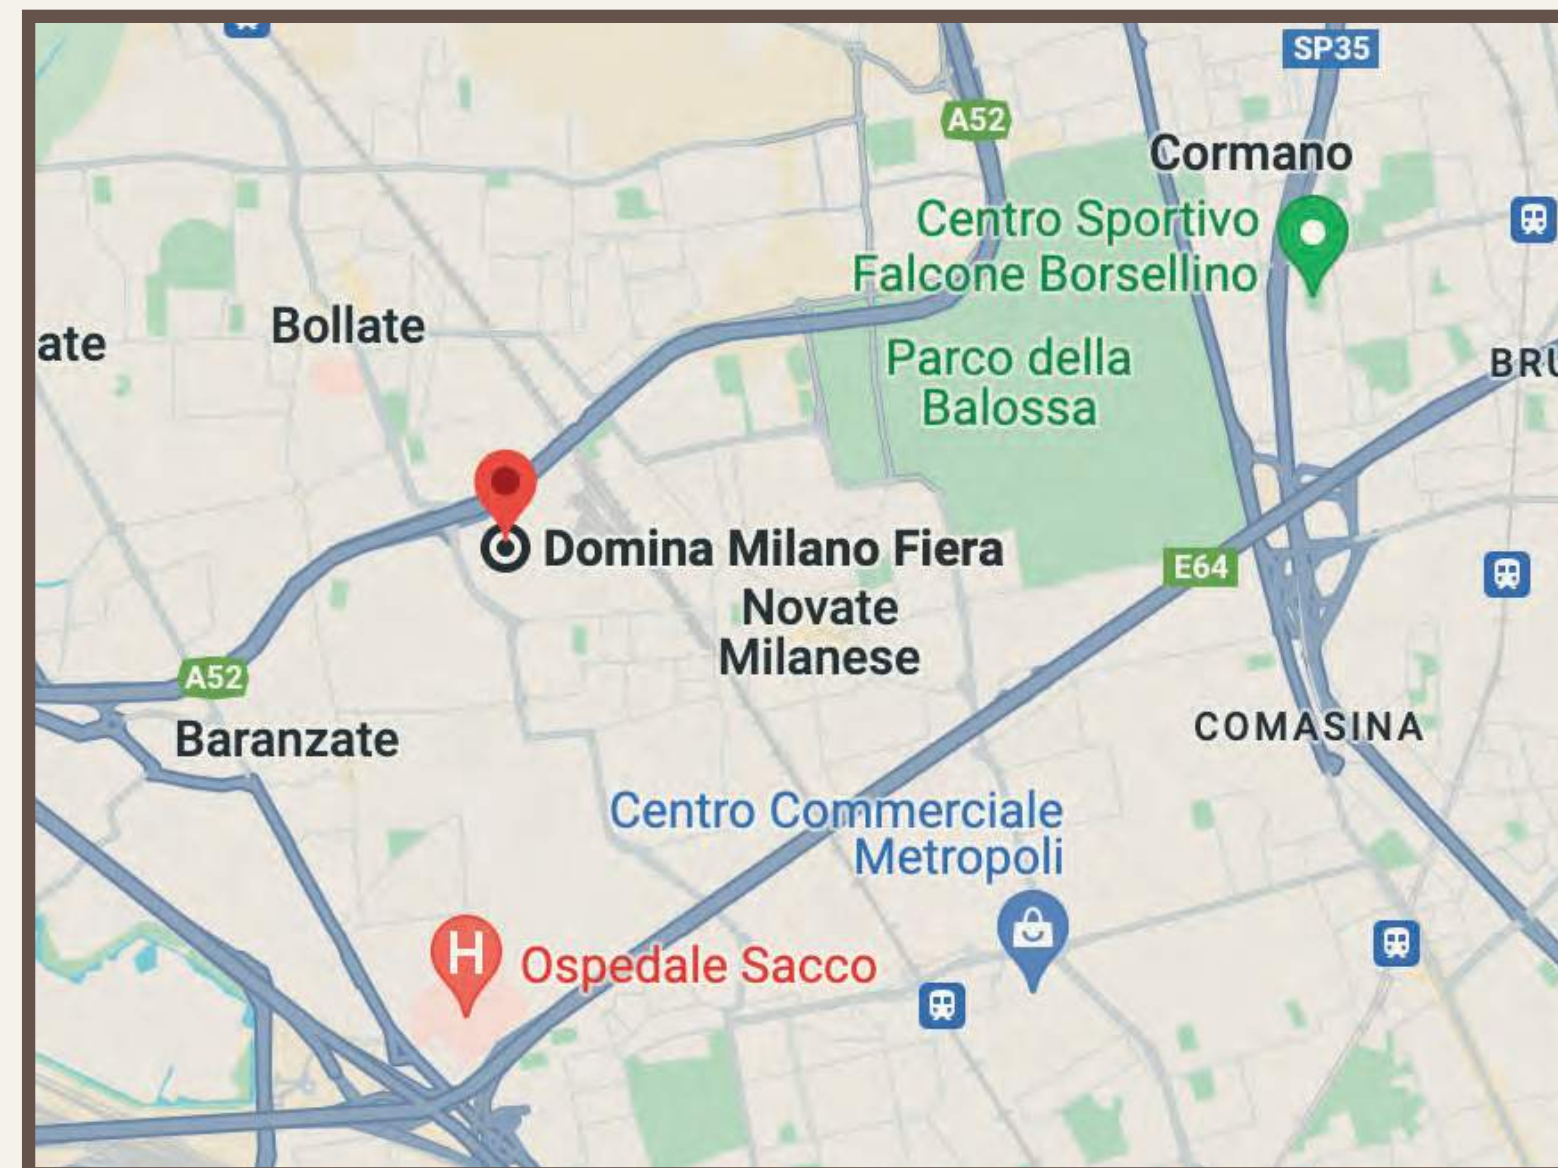 SP35
A52
Cormano
Centro Sportivo
Falcone Borsellino
Bollate
ate
Parco della
Balossa
BRU
Domina Milano Fiera
E64
Novate
Milanese
A52
Baranzate
COMASINA
Centro Commerciale
Metropoli
H
Ospedale Sacco